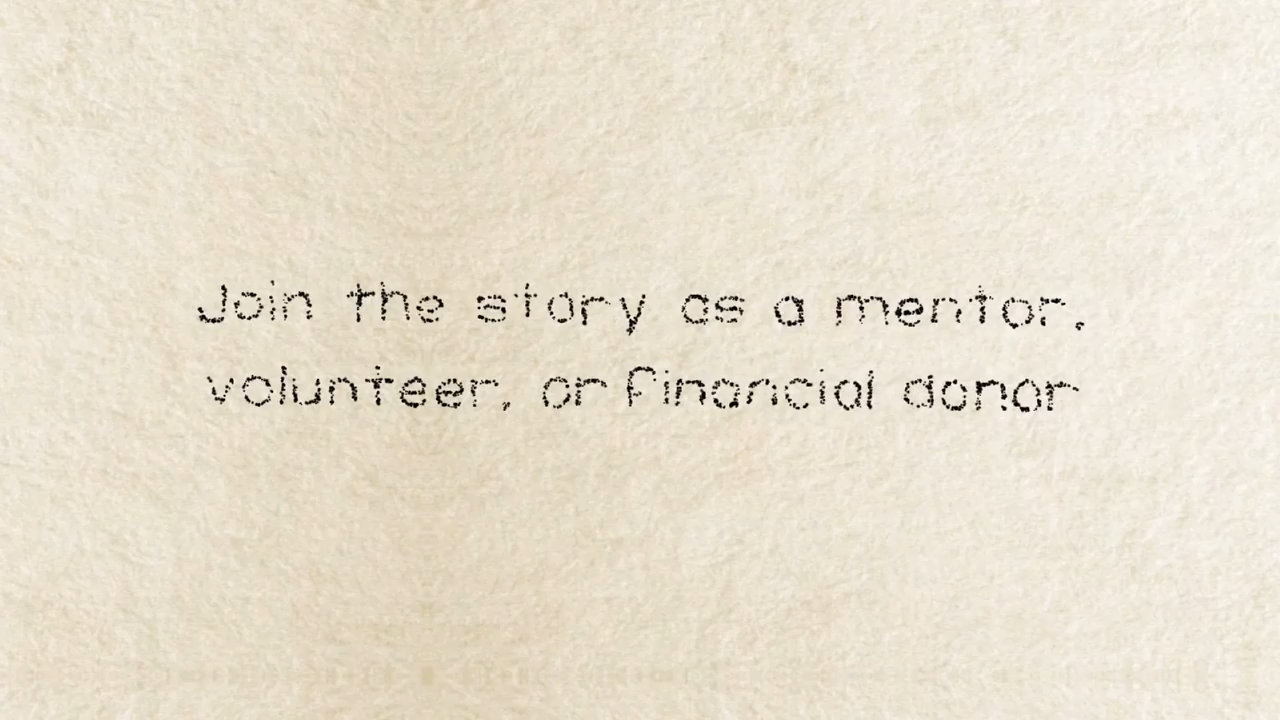 Join the story as a mentor,
volunteer, or financial donor